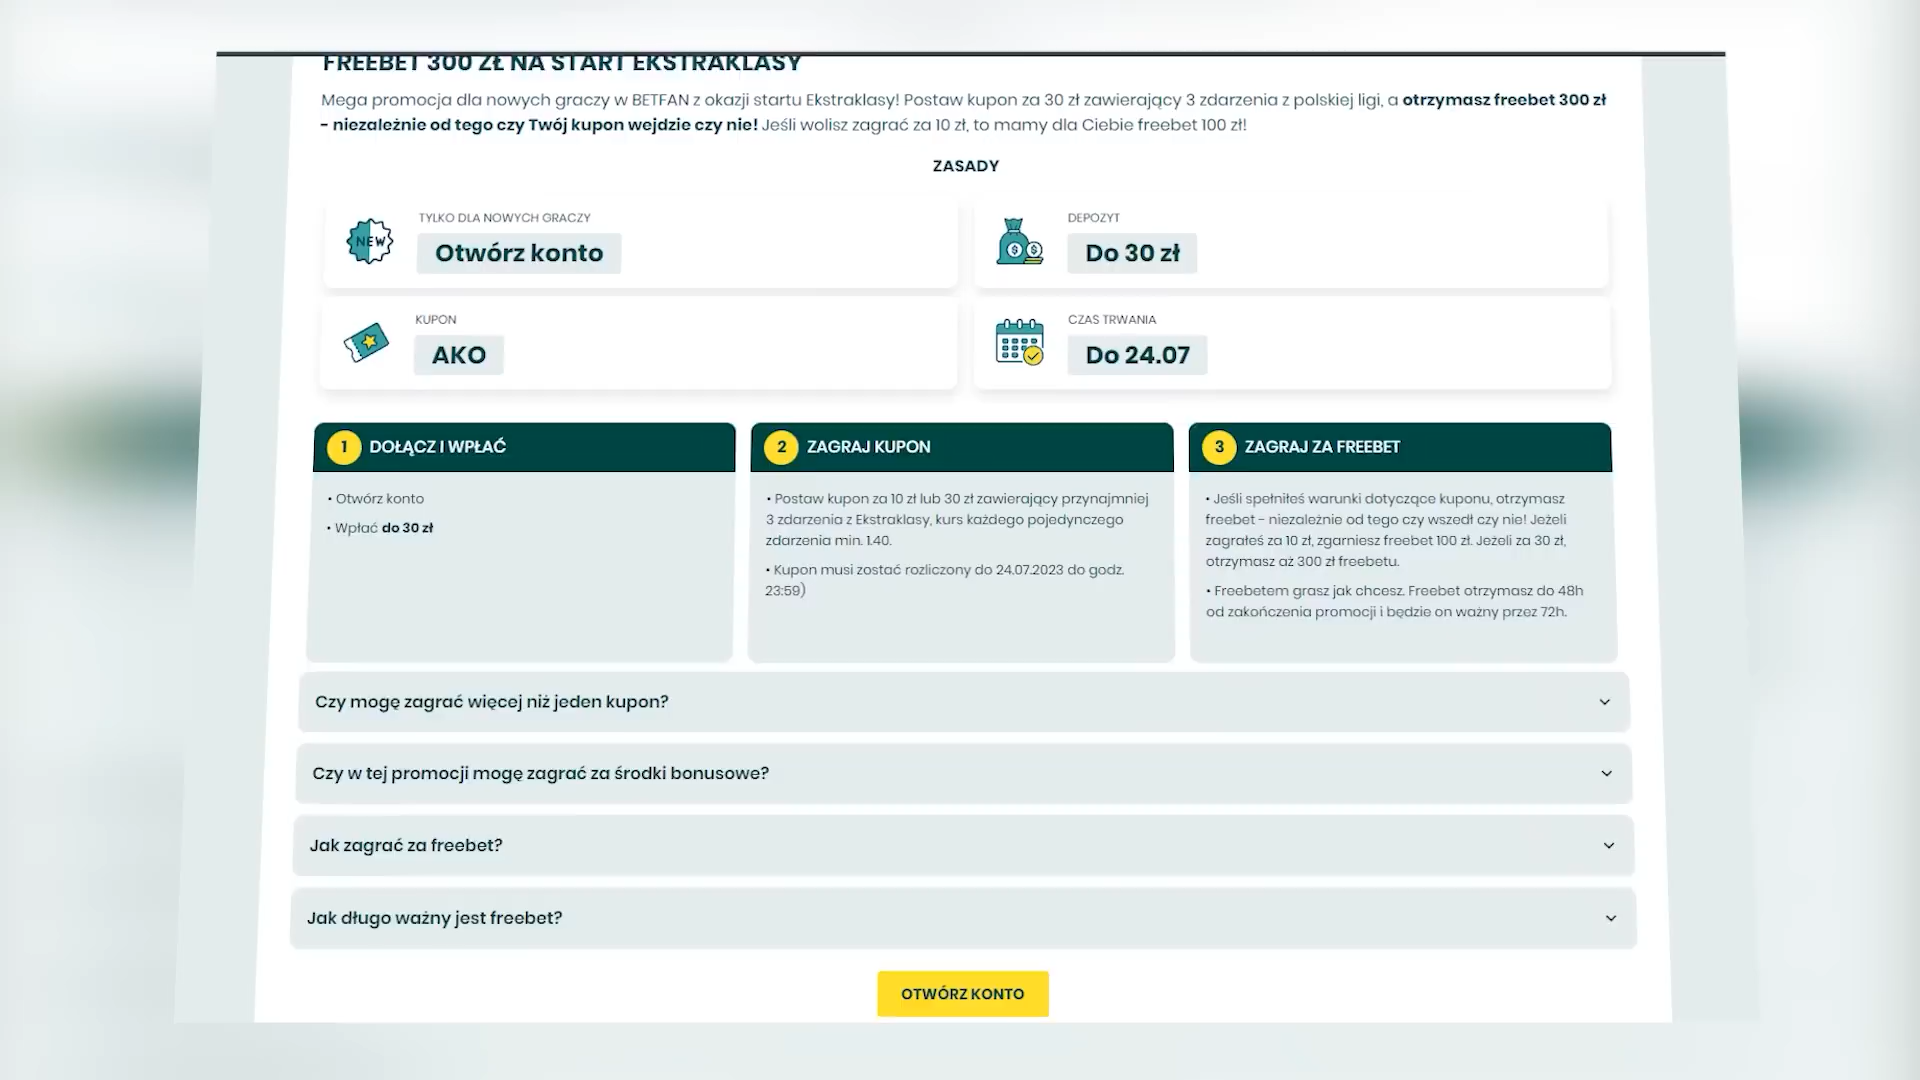 FREEBET 300 ZŁ NA START EKSTRAKLASY
Mega promocja dla nowych graczy w BETFAN z okazji startu Ekstraklasy! Postaw kupon za 30 zł zawierający 3 zdarzenia z polskiej ligi, a otrzymasz freebet 300 zł
- niezależnie od tego czy Twój kupon wejdzie czy nie! Jeśli wolisz zagrać za 10 zł, to mamy dla Ciebie freebet 100 zł!
ZASADY
NEW
TYLKO DLA NOWYCH GRACZY
Otwórz konto
DEPOZYT
Do 30 zł
KUPON
AKO
CZAS TRWANIA
Do 24.07
1 DOŁĄCZ I WPŁAĆ
• Otwórz konto
• Wpłać do 30 zł
2 ZAGRAJ KUPON
• Postaw kupon za 10 zł lub 30 zł zawierający przynajmniej
3 zdarzenia z Ekstraklasy, kurs każdego pojedynczego
zdarzenia min. 1.40.
• Kupon musi zostać rozliczony do 24.07.2023 do godz.
23:59)
3 ZAGRAJ ZA FREEBET
• Jeśli spełniłeś warunki dotyczące kuponu, otrzymasz
freebet - niezależnie od tego czy wszedł czy nie! Jeżeli
zagrałeś za 10 zł, zgarniesz freebet 100 zł. Jeżeli za 30 zł,
otrzymasz aż 300 zł freebetu.
• Freebetem grasz jak chcesz. Freebet otrzymasz do 48h
od zakończenia promocji i będzie on ważny przez 72h.
Czy mogę zagrać więcej niż jeden kupon?
Czy w tej promocji mogę zagrać za środki bonusowe?
Jak zagrać za freebet?
Jak długo ważny jest freebet?
OTWÓRZ KONTO